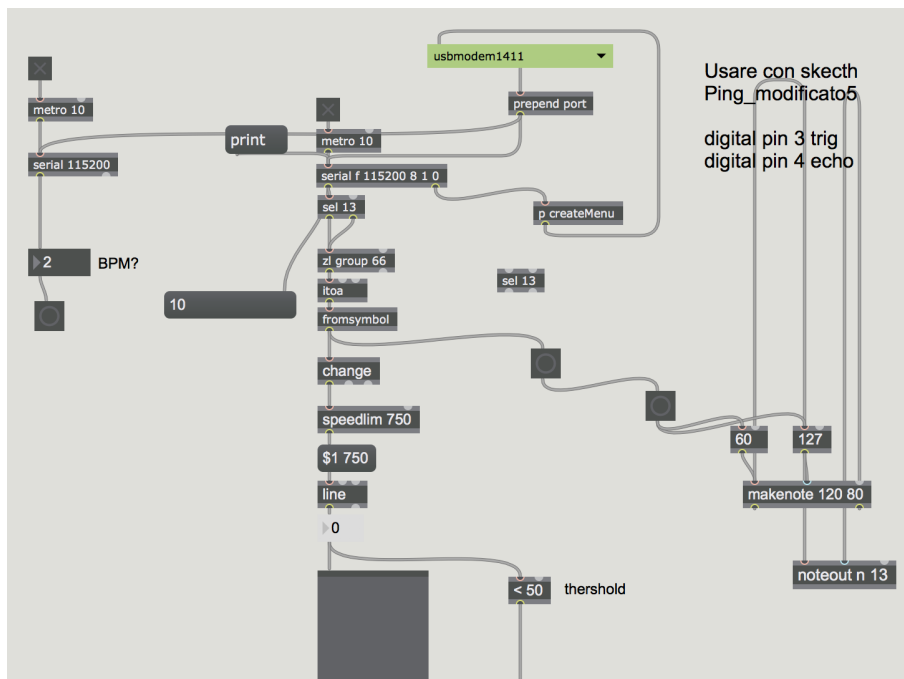 usbmodem1411
metro 10
prepend port
Usare con skecth
Ping_modificato5
digital pin 3 trig
digital pin 4 echo
print
metro 10
serial 115200
serial f 115200 8 1 0
sel 13
p createMenu
2
BPM?
zl group 66
sel 13
10
itoa
fromsymbol
change
speedlim 750
60
127
$1 750
line
makenote 120 80
0
noteout n 13
< 50
thershold